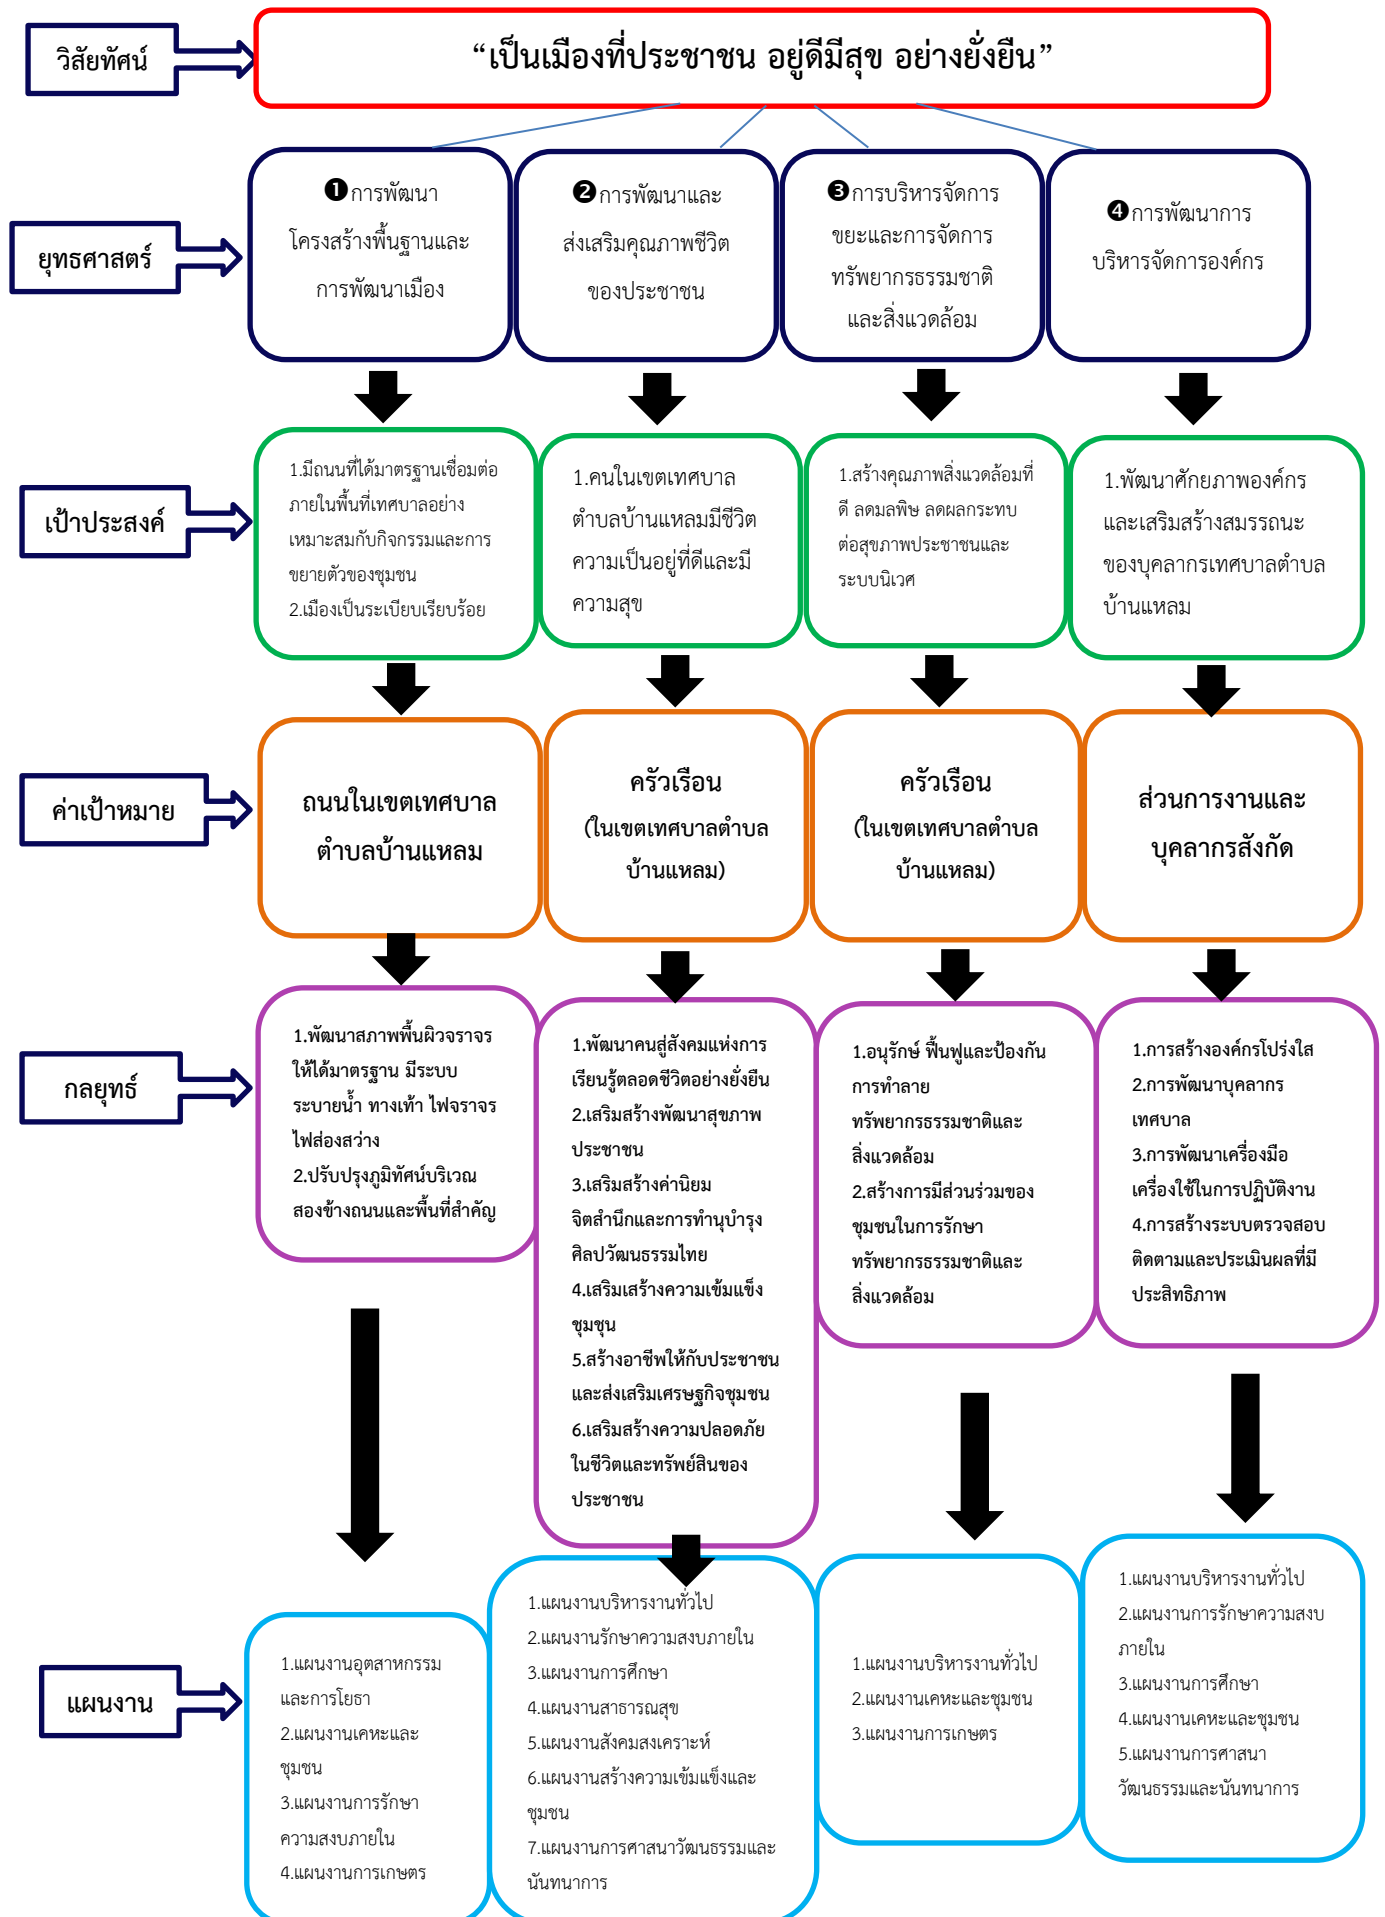 วิสัยทัศน์
“เป็นเมืองที่ประชาชน อยู่ดีมีสุข อย่างยั่งยืน”
ยุทธศาสตร์
❶การพัฒนา
โครงสร้างพื้นฐานและ
การพัฒนาเมือง
❷การพัฒนาและ
ส่งเสริมคุณภาพชีวิต
ของประชาชน
❸การบริหารจัดการ
ขยะและการจัดการ
ทรัพยากรธรรมชาติ
และสิ่งแวดล้อม
❹การพัฒนาการ
บริหารจัดการองค์กร
เป้าประสงค์
1.มีถนนที่ได้มาตรฐานเชื่อมต่อ
ภายในพื้นที่เทศบาลอย่าง
เหมาะสมกับกิจกรรมและการ
ขยายตัวของชุมชน
2.เมืองเป็นระเบียบเรียบร้อย
1.คนในเขตเทศบาล
ตำบลบ้านแหลมมีชีวิต
ความเป็นอยู่ที่ดีและมี
ความสุข
1.สร้างคุณภาพสิ่งแวดล้อมที่
ดี ลดมลพิษ ลดผลกระทบ
ต่อสุขภาพประชาชนและ
ระบบนิเวศ
1.พัฒนาศักยภาพองค์กร
และเสริมสร้างสมรรถนะ
ของบุคลากรเทศบาลตำบล
บ้านแหลม
ค่าเป้าหมาย
ถนนในเขตเทศบาล
ตำบลบ้านแหลม
ครัวเรือน
(ในเขตเทศบาลตำบล
บ้านแหลม)
ครัวเรือน
(ในเขตเทศบาลตำบล
บ้านแหลม)
ส่วนการงานและ
บุคลากรสังกัด
กลยุทธ์
1.พัฒนาสภาพพื้นผิวจราจร
ให้ได้มาตรฐาน มีระบบ
ระบายน้ำ ทางเท้า ไฟจราจร
ไฟส่องสว่าง
2.ปรับปรุงภูมิทัศน์บริเวณ
สองข้างถนนและพื้นที่สำคัญ
1.พัฒนาคนสู่สังคมแห่งการ
เรียนรู้ตลอดชีวิตอย่างยั่งยืน
2.เสริมสร้างพัฒนาสุขภาพ
ประชาชน
3.เสริมสร้างค่านิยม
จิตสำนึกและการทำนุบำรุง
ศิลปวัฒนธรรมไทย
4.เสริมเสร้างความเข้มแข็ง
ชุมชุน
5.สร้างอาชีพให้กับประชาชน
และส่งเสริมเศรษฐกิจชุมชน
6.เสริมสร้างความปลอดภัย
ในชีวิตและทรัพย์สินของ
ประชาชน
1.อนุรักษ์ ฟื้นฟูและป้องกัน
การทำลาย
ทรัพยากรธรรมชาติและ
สิ่งแวดล้อม
2.สร้างการมีส่วนร่วมของ
ชุมชนในการรักษา
ทรัพยากรธรรมชาติและ
สิ่งแวดล้อม
1.การสร้างองค์กรโปร่งใส
2.การพัฒนาบุคลากร
เทศบาล
3.การพัฒนาเครื่องมือ
เครื่องใช้ในการปฏิบัติงาน
4.การสร้างระบบตรวจสอบ
ติดตามและประเมินผลที่มี
ประสิทธิภาพ
แผนงาน
1.แผนงานอุตสาหกรรม
และการโยธา
2.แผนงานเคหะและ
ชุมชน
3.แผนงานการรักษา
ความสงบภายใน
4.แผนงานการเกษตร
1.แผนงานบริหารงานทั่วไป
2.แผนงานรักษาความสงบภายใน
3.แผนงานการศึกษา
4.แผนงานสาธารณสุข
5.แผนงานสังคมสงเคราะห์
6.แผนงานสร้างความเข้มแข็งและ
ชุมชน
7.แผนงานการศาสนาวัฒนธรรมและ
นันทนาการ
1.แผนงานบริหารงานทั่วไป
2.แผนงานเคหะและชุมชน
3.แผนงานการเกษตร
1.แผนงานบริหารงานทั่วไป
2.แผนงานการรักษาความสงบ
ภายใน
3.แผนงานการศึกษา
4.แผนงานเคหะและชุมชน
5.แผนงานการศาสนา
วัฒนธรรมและนันทนาการ